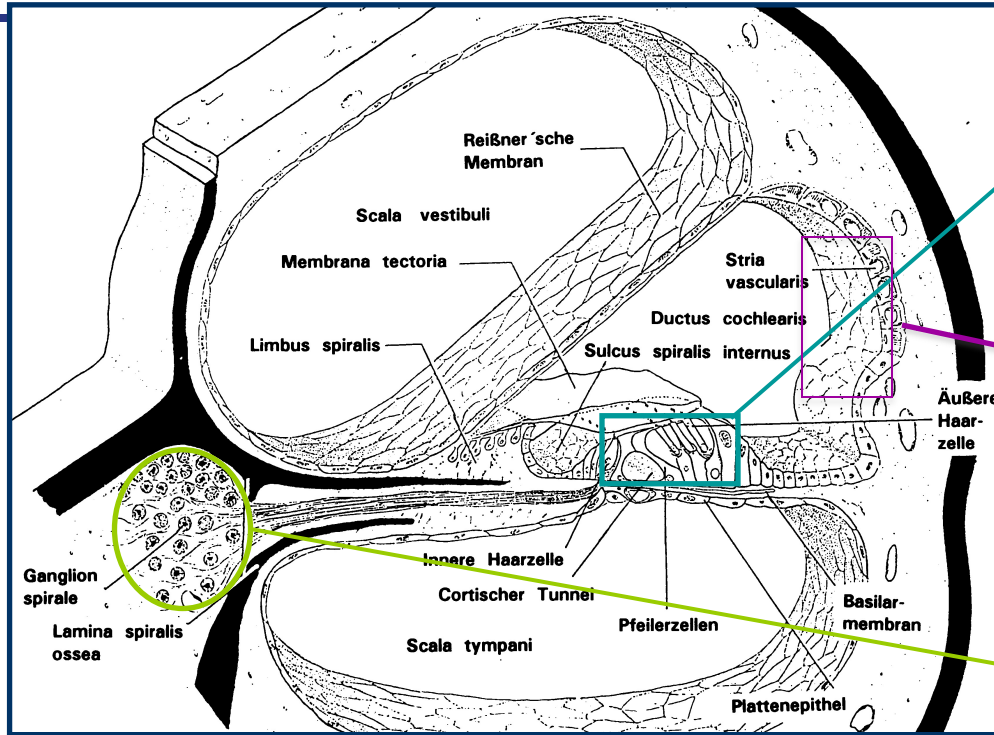 Reißner´sche
Membran
Scala vestibuli
Membrana tectoria
Stria
vascularis
Ductus cochlearis
Limbus spiralis
Sulcus spiralis internus
Äußere
Haar-
zelle
Innere Haarzelle
Ganglion
spirale
Cortischer Tunnel
Basilar-
membran
Lamina spiralis
ossea
Pfeilerzellen
Scala tympani
Plattenepithel